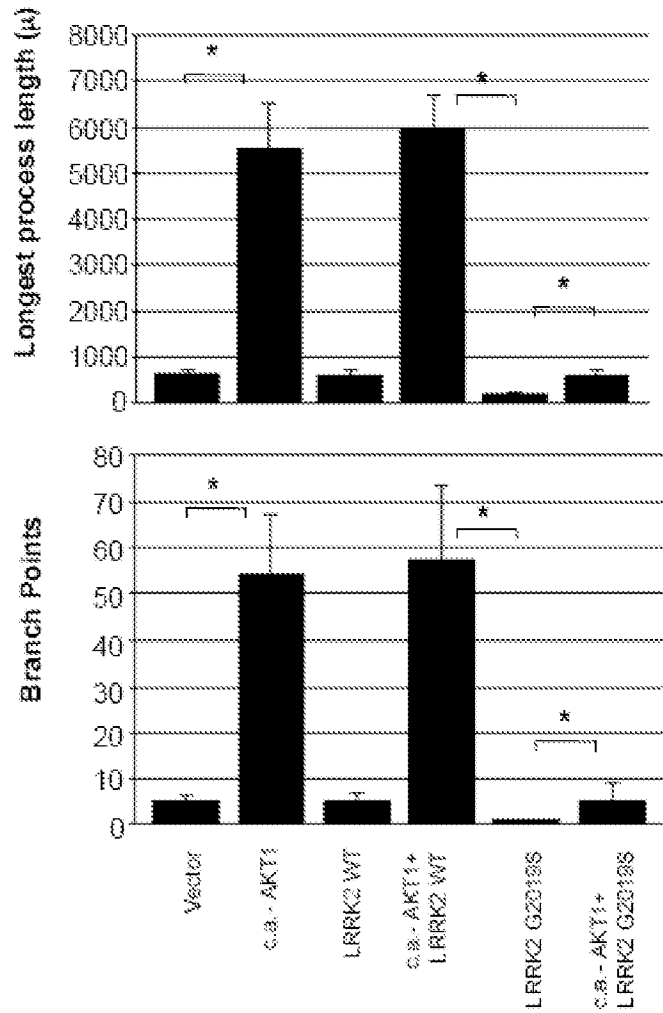 Longest process length (μ)
8000
7000
6000
5000
4000
3000
2000
1000
0
*
*
*
Branch Points
80
70
60
50
40
30
20
10
0
*
*
*
Vector
c.a.- AKT1
LRRK2 WT
c.a.- AKT1+
LRRK2 WT
LRRK2 G2019S
c.a.- AKT1+
LRRK2 G2019S